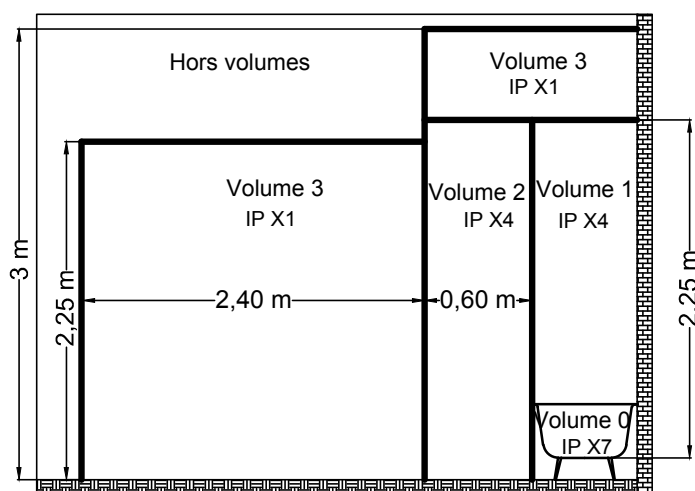 Hors volumes
Volume 3
IP X1
Volume 3
IP X1
Volume 2
IP X4
Volume 1
IP X4
3 m
2,25 m
2,40 m
0,60 m
2,25 m
Volume 0
IP X7